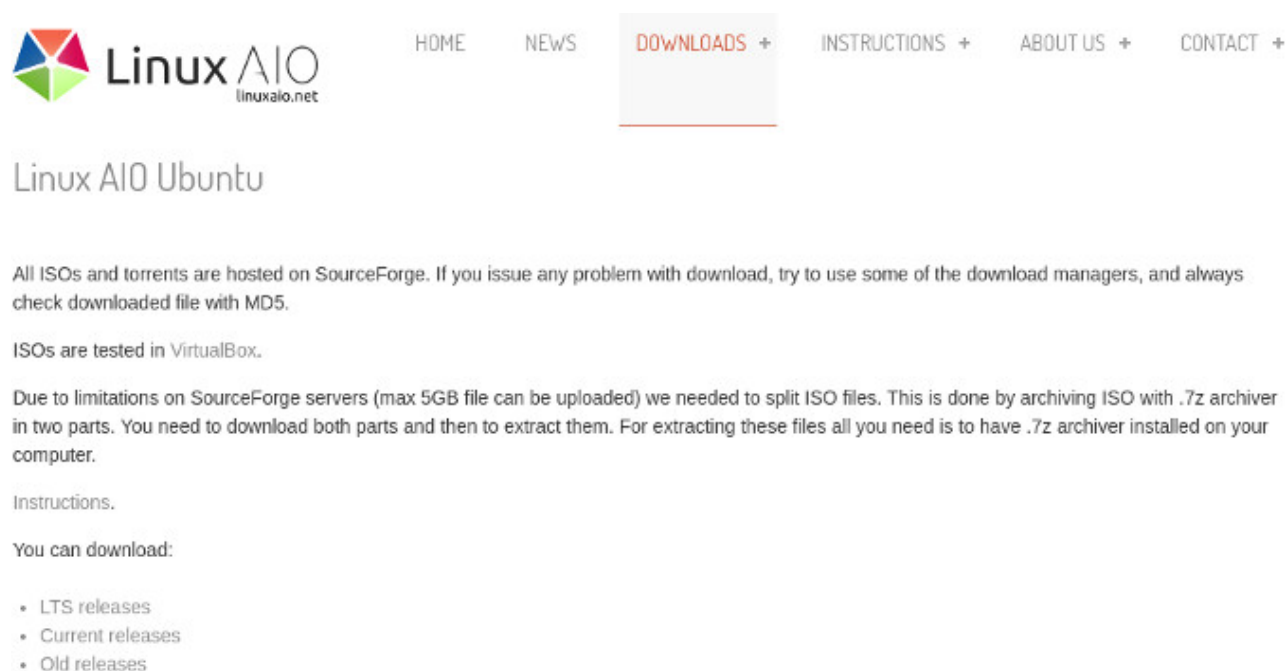 Linux AIO
linuxaio.net
HOME NEWS DOWNLOADS + INSTRUCTIONS + ABOUT US + CONTACT +
Linux AIO Ubuntu
All ISOs and torrents are hosted on SourceForge. If you issue any problem with download, try to use some of the download managers, and always
check downloaded file with MD5.
ISOs are tested in VirtualBox.
Due to limitations on SourceForge servers (max 5GB file can be uploaded) we needed to split ISO files. This is done by archiving ISO with .7z archiver
in two parts. You need to download both parts and then to extract them. For extracting these files all you need is to have .7z archiver installed on your
computer.
Instructions.
You can download:
• LTS releases
• Current releases
• Old releases